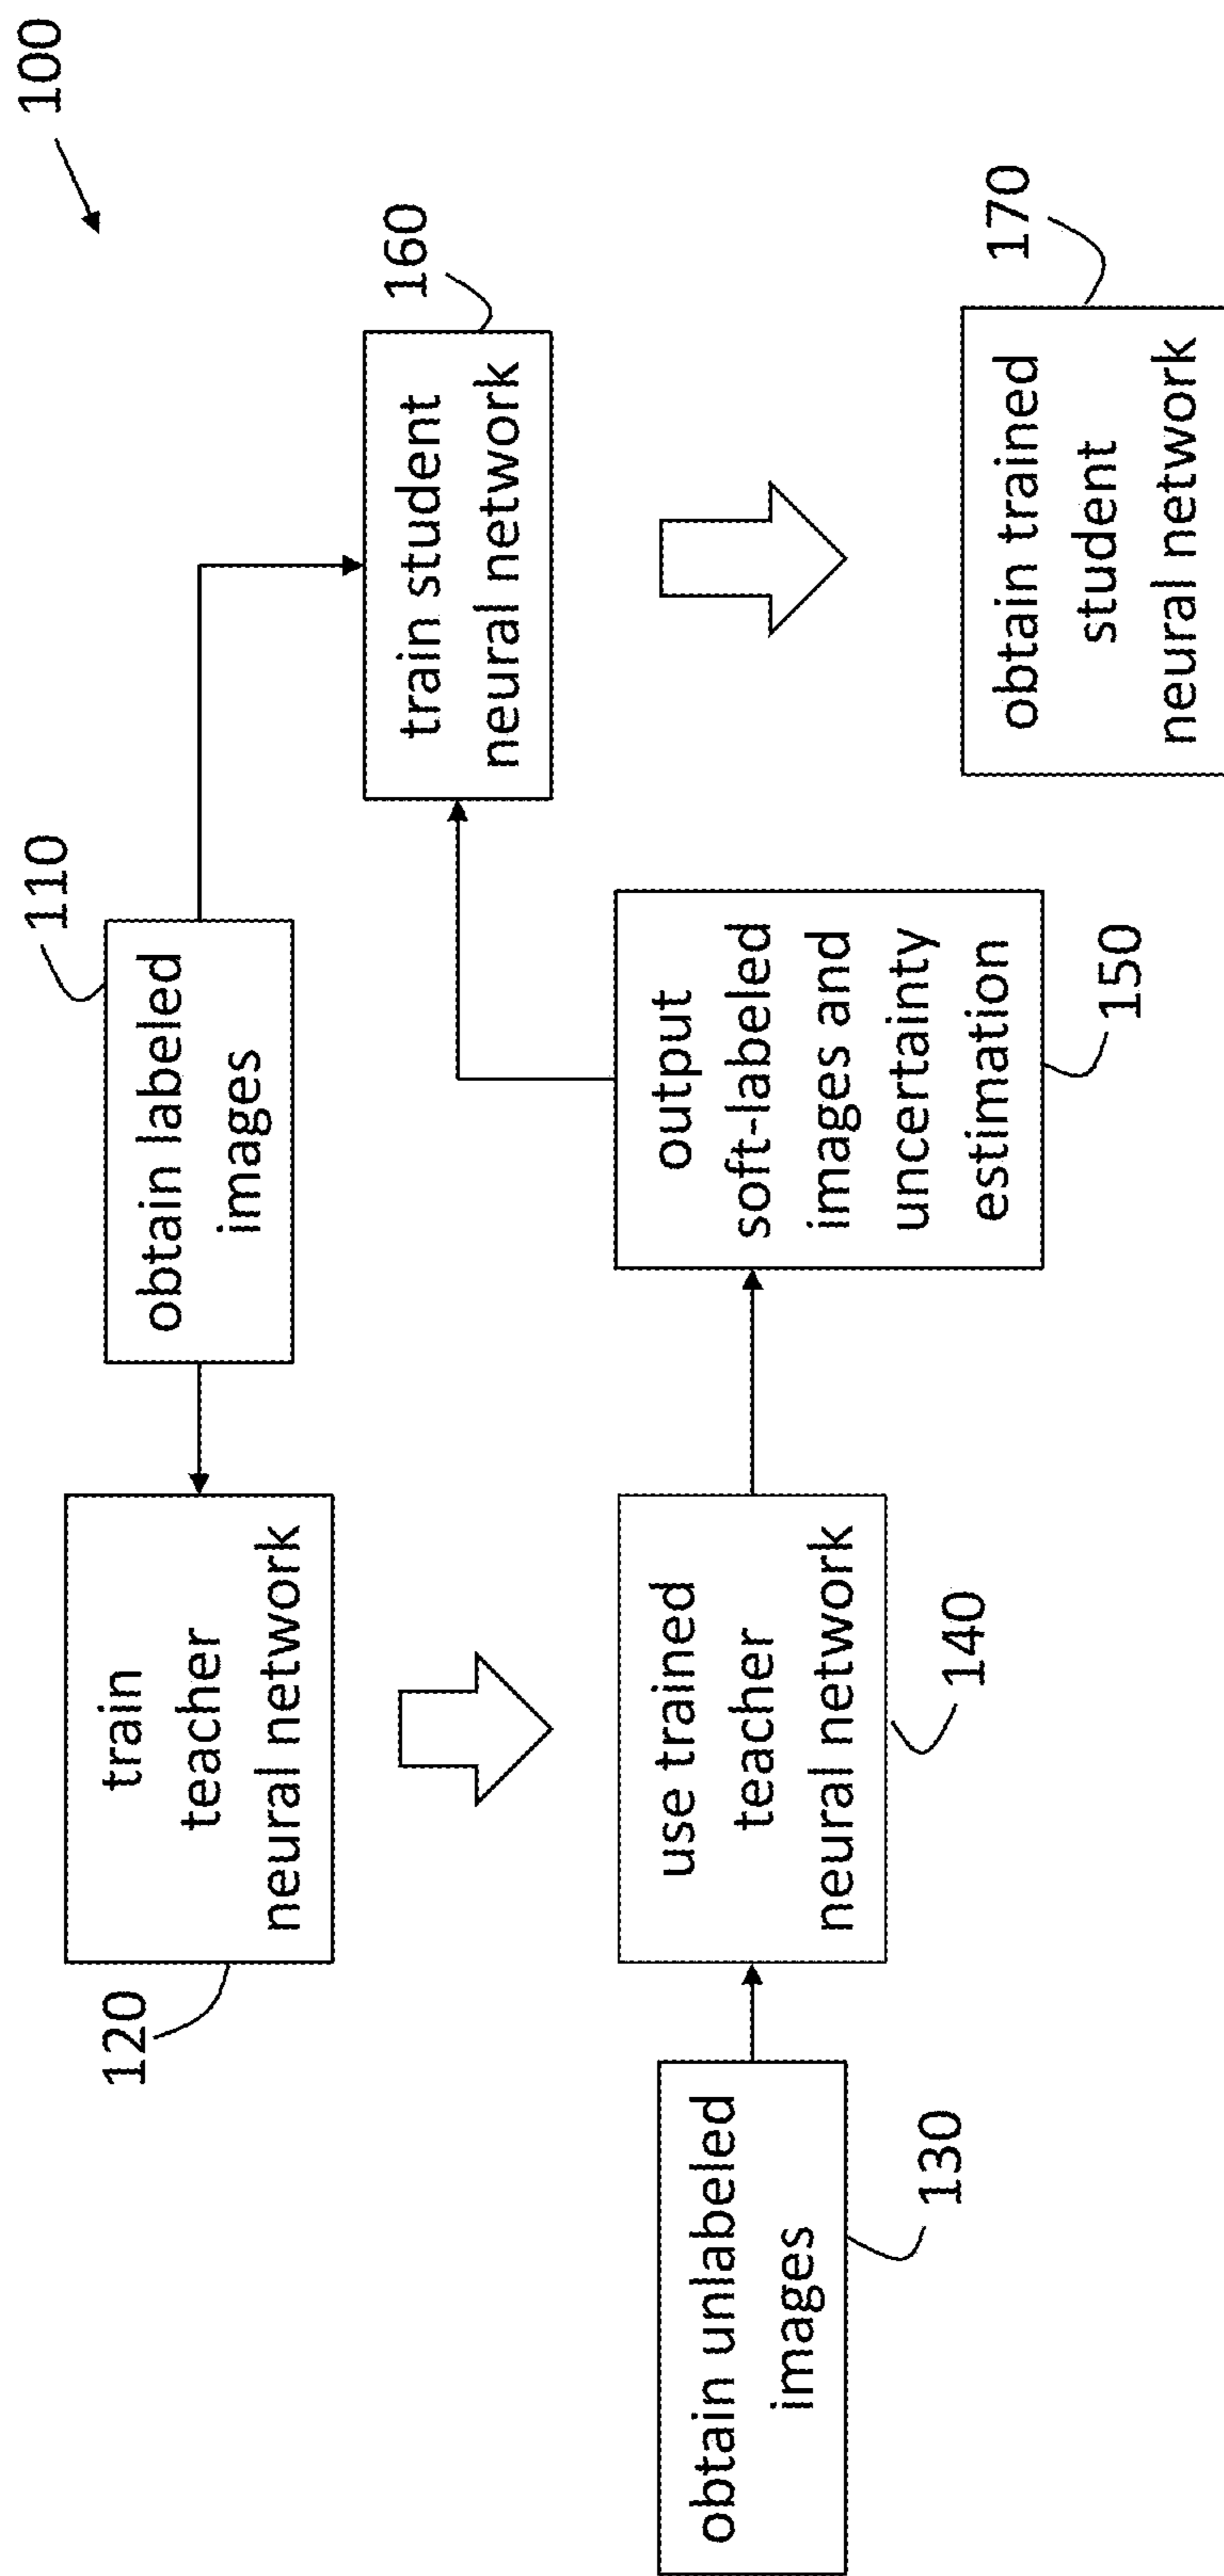 100
110
obtain labeled
images
120
train
teacher
neural network
160
train student
neural network
130
obtain unlabeled
images
140
use trained
teacher
neural network
150
output
soft-labeled
images and
uncertainty
estimation
170
obtain trained
student
neural network